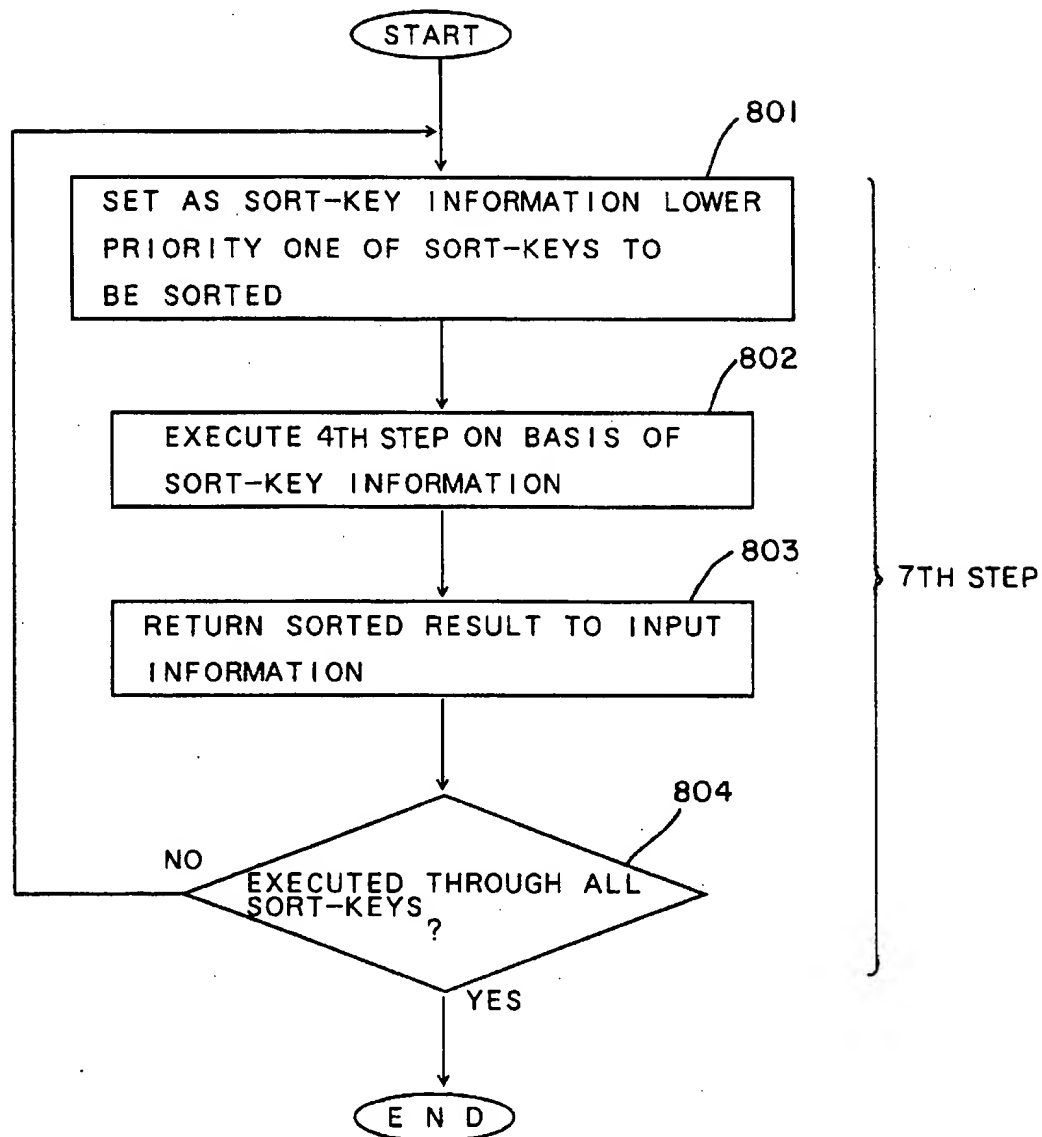 START
801
SET AS SORT-KEY INFORMATION LOWER
PRIORITY ONE OF SORT-KEYS TO
BE SORTED
802
EXECUTE 4TH STEP ON BASIS OF
SORT-KEY INFORMATION
803
RETURN SORTED RESULT TO INPUT
INFORMATION
7TH STEP
804
NO
EXECUTED THROUGH ALL
SORT-KEYS
?
YES
END